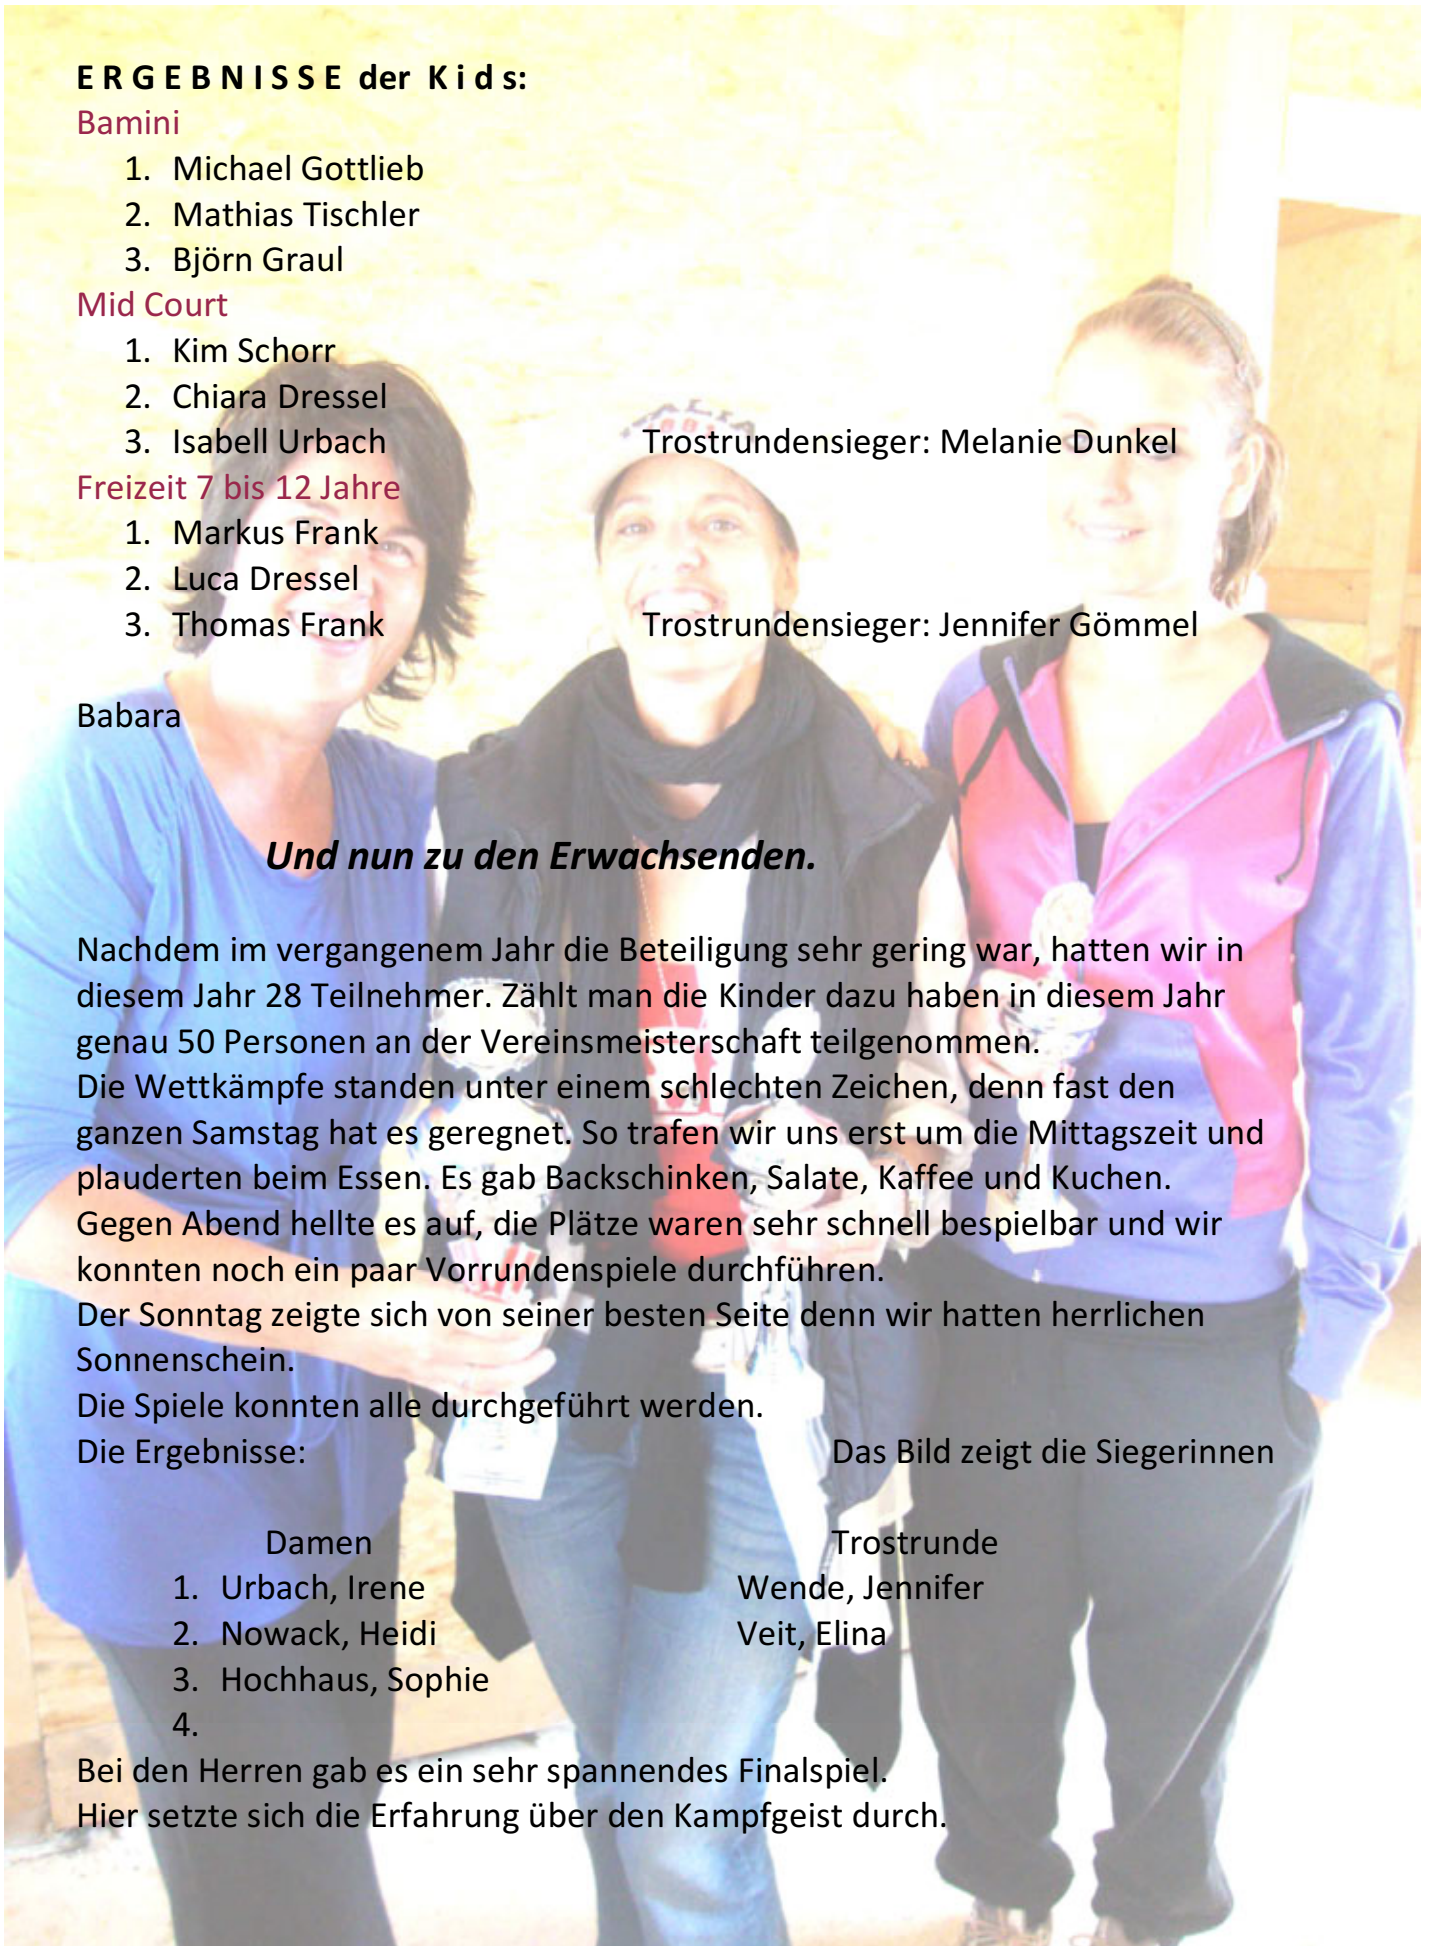 E R G E B N I S S E der K i d s:
Bamini
1. Michael Gottlieb
2. Mathias Tischler
3. Björn Graul
Mid Court
1. Kim Schorr
2. Chiara Dressel
3. Isabell Urbach Trostrundensieger: Melanie Dunkel
Freizeit 7 bis 12 Jahre
1. Markus Frank
2. Luca Dressel
3. Thomas Frank Trostrundensieger: Jennifer Gömmel
Babara
Und nun zu den Erwachsenden.
Nachdem im vergangenem Jahr die Beteiligung sehr gering war, hatten wir in
diesem Jahr 28 Teilnehmer. Zählt man die Kinder dazu haben in diesem Jahr
genau 50 Personen an der Vereinsmeisterschaft teilgenommen.
Die Wettkämpfe standen unter einem schlechten Zeichen, denn fast den
ganzen Samstag hat es geregnet. So trafen wir uns erst um die Mittagszeit und
plauderten beim Essen. Es gab Backschinken, Salate, Kaffee und Kuchen.
Gegen Abend hellte es auf, die Plätze waren sehr schnell bespielbar und wir
konnten noch ein paar Vorrundenspiele durchführen.
Der Sonntag zeigte sich von seiner besten Seite denn wir hatten herrlichen
Sonnenschein.
Die Spiele konnten alle durchgeführt werden.
Die Ergebnisse: Das Bild zeigt die Siegerinnen
Damen Trostrunde
1. Urbach, Irene Wende, Jennifer
2. Nowack, Heidi Veit, Elina
3. Hochhaus, Sophie
4.
Bei den Herren gab es ein sehr spannendes Finalspiel.
Hier setzte sich die Erfahrung über den Kampfgeist durch.